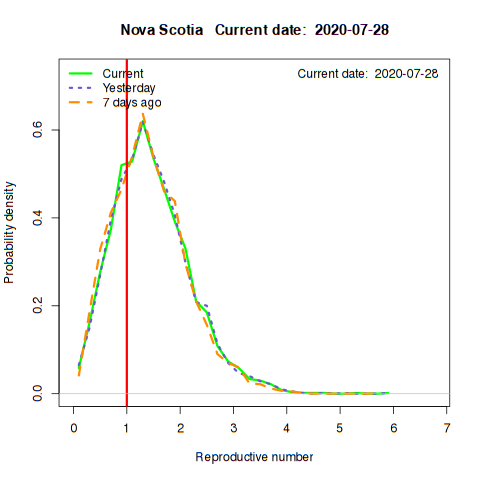 Nova Scotia   Current date:  2020-07-28
Current
Current date:  2020-07-28
Yesterday
7 days ago
Probability density
0.6
0.4
0.2
0.0
0 1 2 3 4 5 6 7
Reproductive number